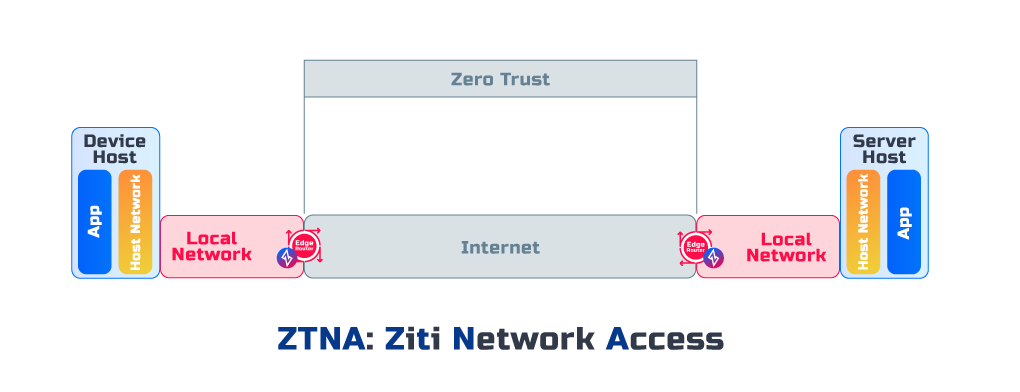 Zero Trust
Device
Host
App
Host Network
Local
Network
Edge
Router
Internet
Edge
Router
Local
Network
Server
Host
Host Network
App
ZTNA: Ziti Network Access